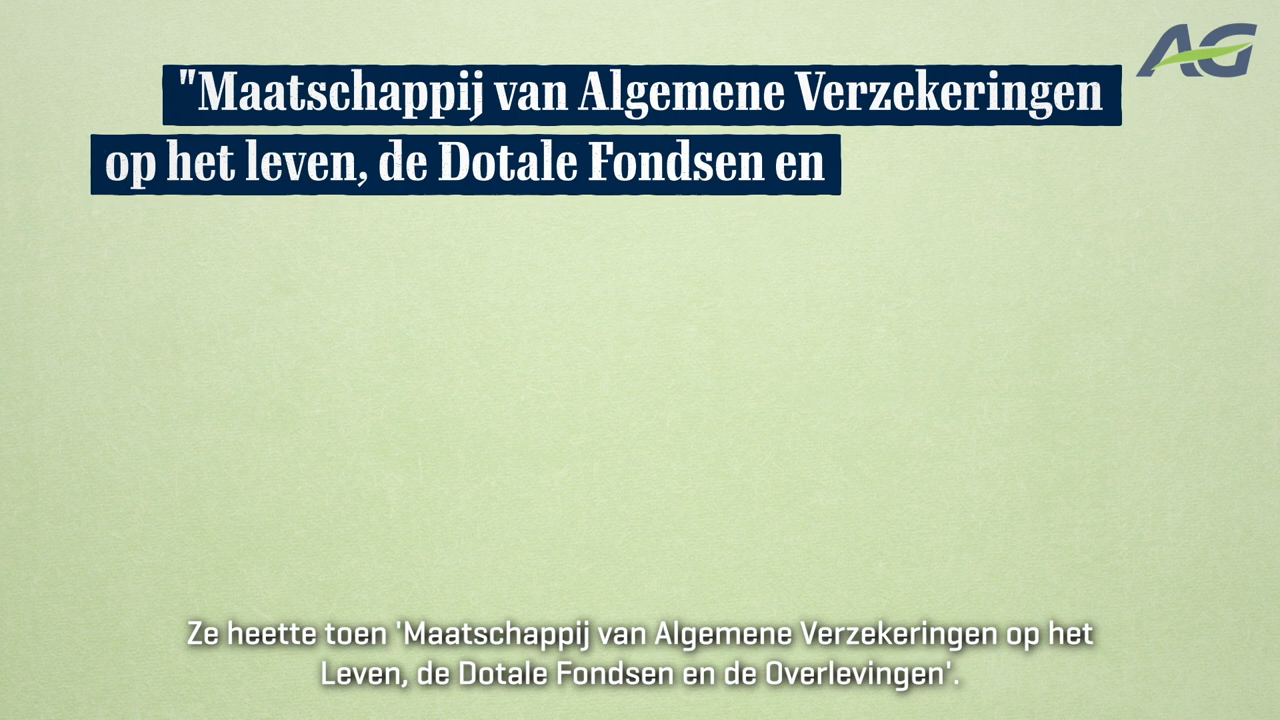 AG
"Maatschappij van Algemene Verzekeringen
op het leven, de Dotale Fondsen en
Ze heette toen 'Maatschappij van Algemene Verzekeringen op het
Leven, de Dotale Fondsen en de Overlevingen'.